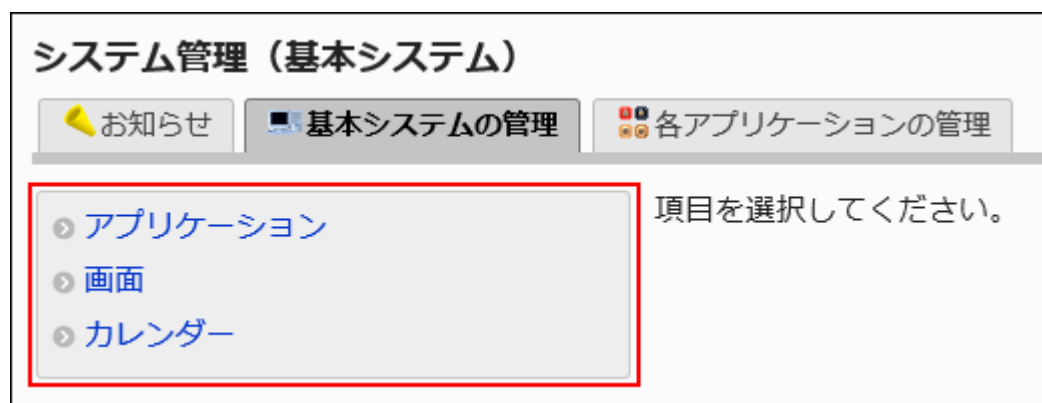 システム管理（基本システム）
お知らせ 基本システムの管理 各アプリケーションの管理
アプリケーション 項目を選択してください。
画面
カレンダー